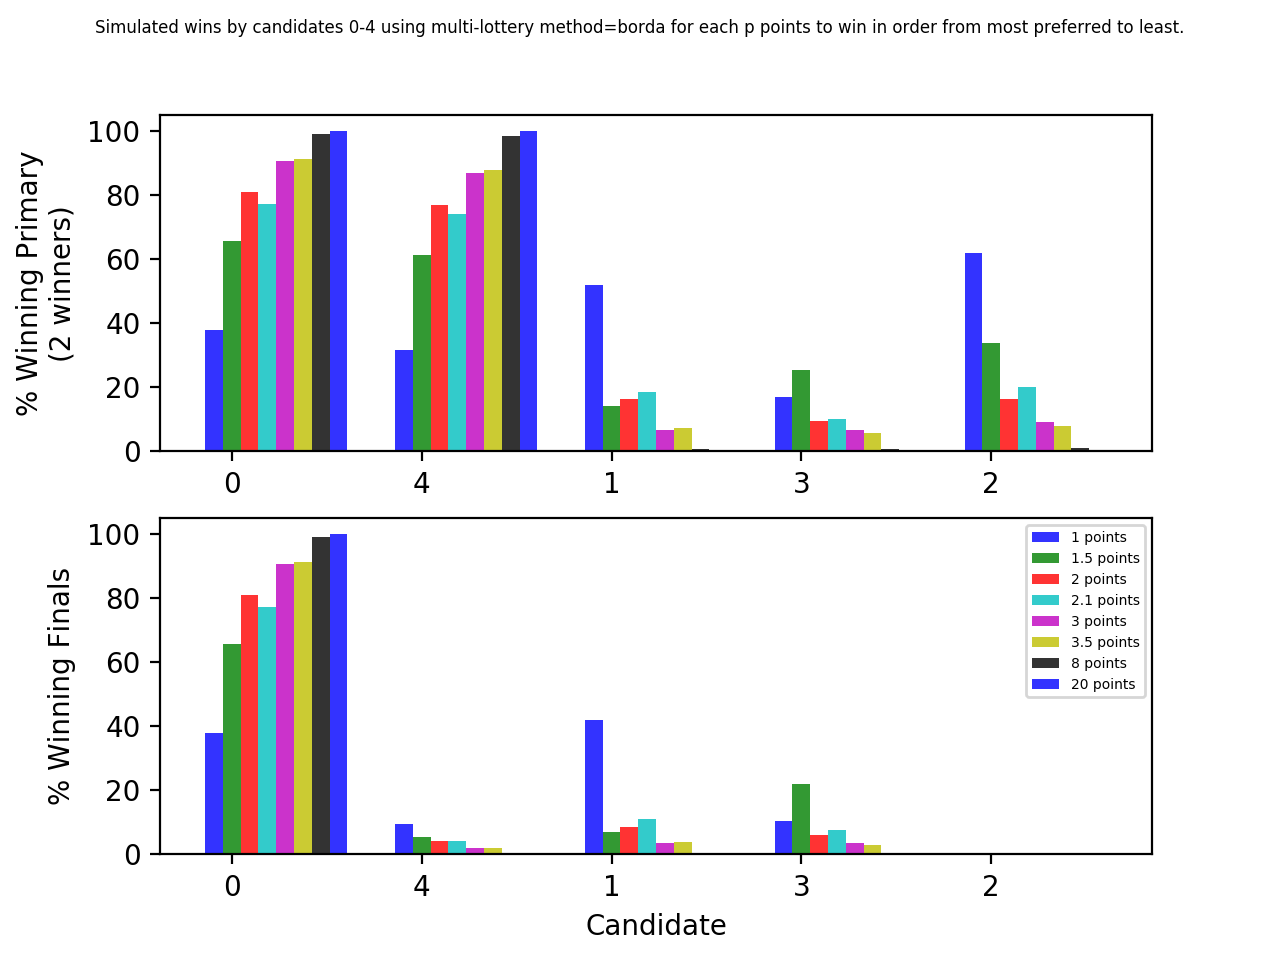 Simulated wins by candidates 0-4 using multi-lottery method=borda for each p points to win in order from most preferred to least.
% Winning Primary
(2 winners)
100
80
60
40
20
0
0 4 1 3 2
% Winning Finals
100
80
60
40
20
0
1 points
1.5 points
2 points
2.1 points
3 points
3.5 points
8 points
20 points
0 4 1 3 2
Candidate